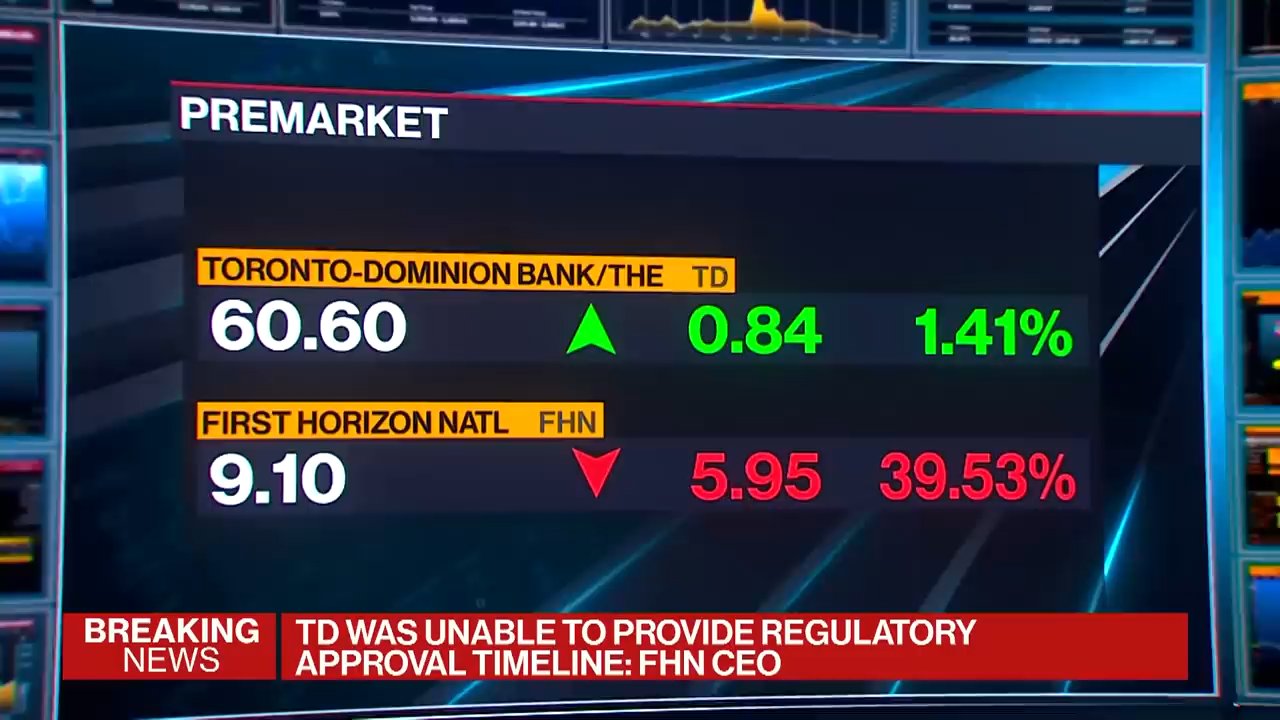 PREMARKET
TORONTO-DOMINION BANK/THE TD
60.60 ▲ 0.84 1.41%
FIRST HORIZON NATL FHN
9.10 ▼ 5.95 39.53%
BREAKING NEWS
TD WAS UNABLE TO PROVIDE REGULATORY
APPROVAL TIMELINE: FHN CEO